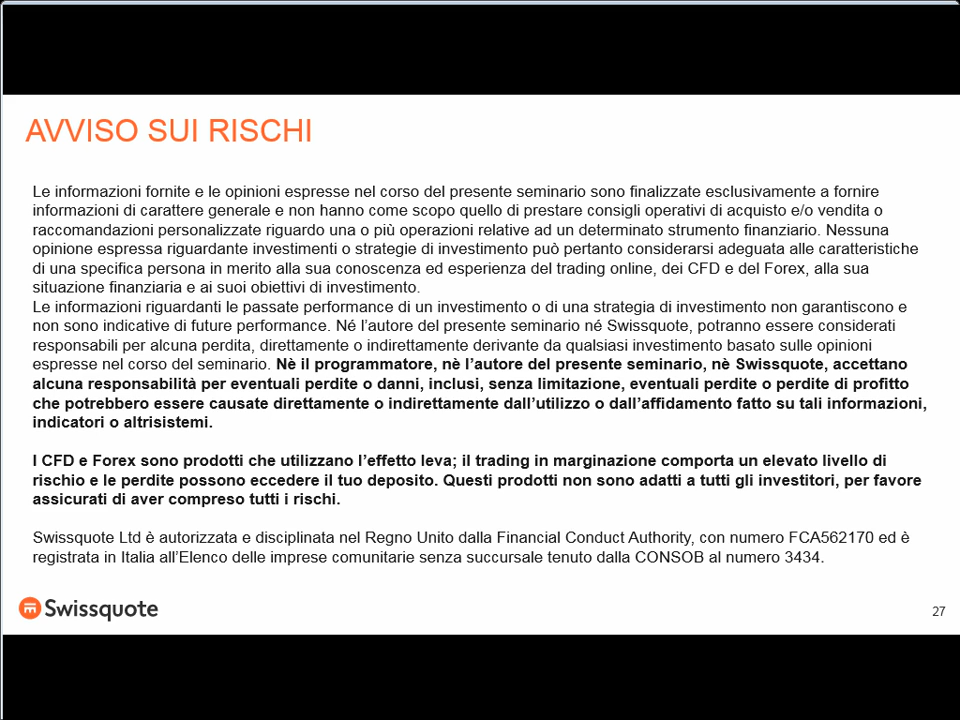 AVVISO SUI RISCHI
Le informazioni fornite e le opinioni espresse nel corso del presente seminario sono finalizzate esclusivamente a fornire
informazioni di carattere generale e non hanno come scopo quello di prestare consigli operativi di acquisto e/o vendita o
raccomandazioni personalizzate riguardo una o più operazioni relative ad un determinato strumento finanziario. Nessuna
opinione espressa riguardante investimenti o strategie di investimento può pertanto considerarsi adeguata alle caratteristiche
di una specifica persona in merito alla sua conoscenza ed esperienza del trading online, dei CFD e del Forex, alla sua
situazione finanziaria e ai suoi obiettivi di investimento.
Le informazioni riguardanti le passate performance di un investimento o di una strategia di investimento non garantiscono e
non sono indicative di future performance. Né l'autore del presente seminario né Swissquote, potranno essere considerati
responsabili per alcuna perdita, direttamente o indirettamente derivante da qualsiasi investimento basato sulle opinioni
espresse nel corso del seminario. Nè il programmatore, nè l'autore del presente seminario, nè Swissquote, accettano
alcuna responsabilità per eventuali perdite o danni, inclusi, senza limitazione, eventuali perdite o perdite di profitto
che potrebbero essere causate direttamente o indirettamente dall'utilizzo o dall'affidamento fatto su tali informazioni,
indicatori o altrisistemi.
I CFD e Forex sono prodotti che utilizzano l'effetto leva; il trading in marginazione comporta un elevato livello di
rischio e le perdite possono eccedere il tuo deposito. Questi prodotti non sono adatti a tutti gli investitori, per favore
assicurati di aver compreso tutti i rischi.
Swissquote Ltd è autorizzata e disciplinata nel Regno Unito dalla Financial Conduct Authority, con numero FCA562170 ed è
registrata in Italia all'Elenco delle imprese comunitarie senza succursale tenuto dalla CONSOB al numero 3434.
Swissquote
27